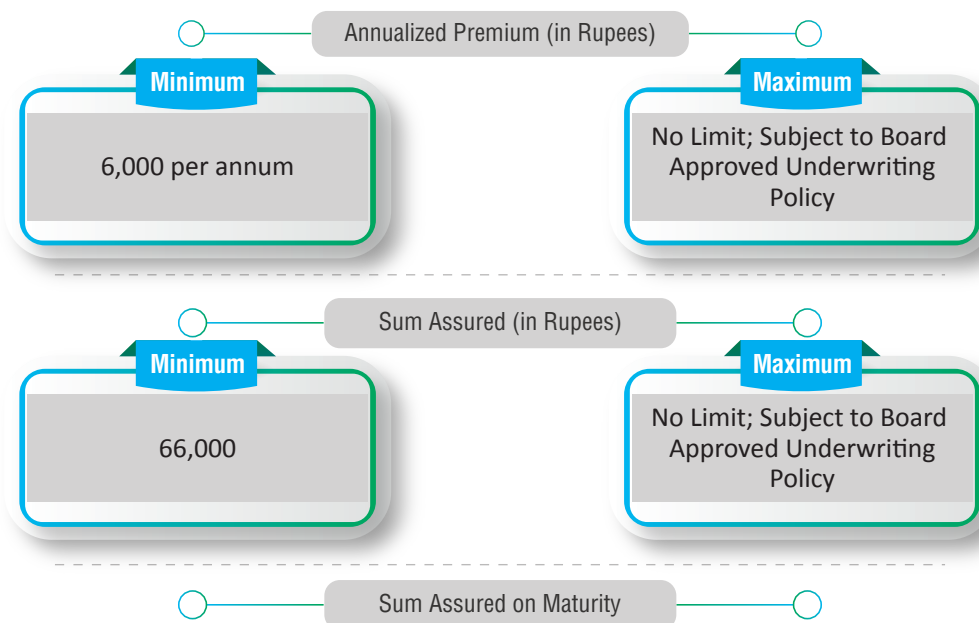 Annualized Premium (in Rupees)
Minimum
6,000 per annum
Maximum
No Limit; Subject to Board
Approved Underwriting
Policy
Sum Assured (in Rupees)
Minimum
66,000
Maximum
No Limit; Subject to Board
Approved Underwriting
Policy
Sum Assured on Maturity